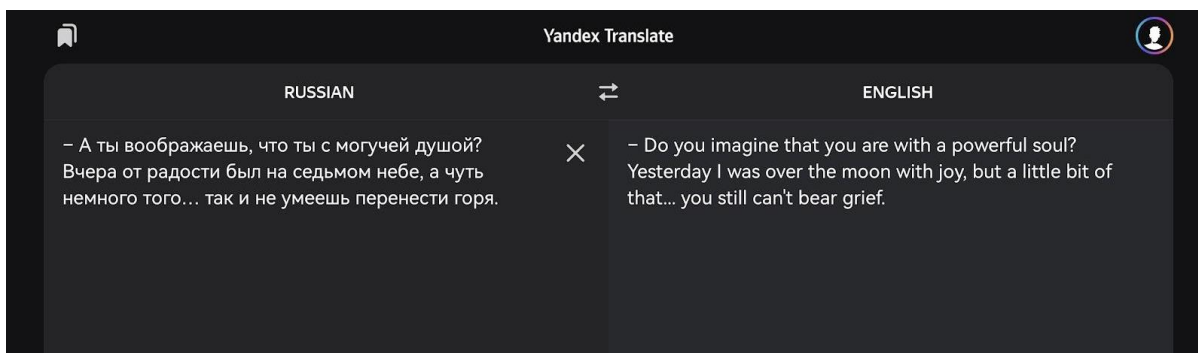 Yandex Translate
RUSSIAN
ENGLISH
– А ты воображаешь, что ты с могучей душой?
Вчера от радости был на седьмом небе, а чуть
немного того… так и не умеешь перенести горя.
– Do you imagine that you are with a powerful soul?
Yesterday I was over the moon with joy, but a little bit of
that... you still can't bear grief.